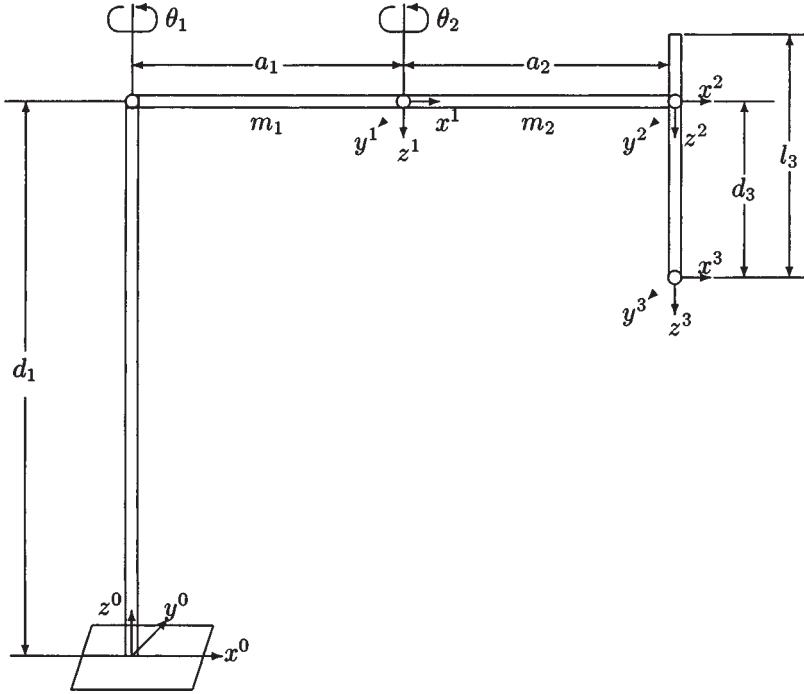 θ₁ θ₂
a₁ a₂
x²
m₁ y¹ x¹ m₂ y² z²
z¹
l₃
d₃
x³
y³ z³
d₁
z⁰ y⁰
x⁰